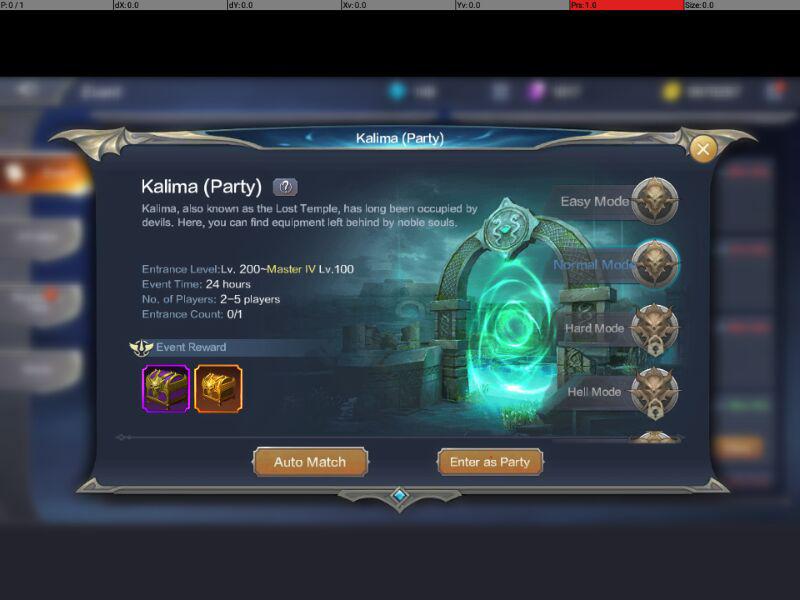 P: 0 / 1 dX: 0.0 dY: 0.0 Xv: 0.0 Yv: 0.0 Prs: 1.0 Size: 0.0
Event
Kalima (Party)
Kalima (Party)
Kalima, also known as the Lost Temple, has long been occupied by
devils. Here, you can find equipment left behind by noble souls.
Entrance Level:Lv. 200~Master IV Lv.100
Event Time: 24 hours
No. of Players: 2-5 players
Entrance Count: 0/1
Event Reward
Easy Mode
Normal Mode
Hard Mode
Hell Mode
Auto Match
Enter as Party